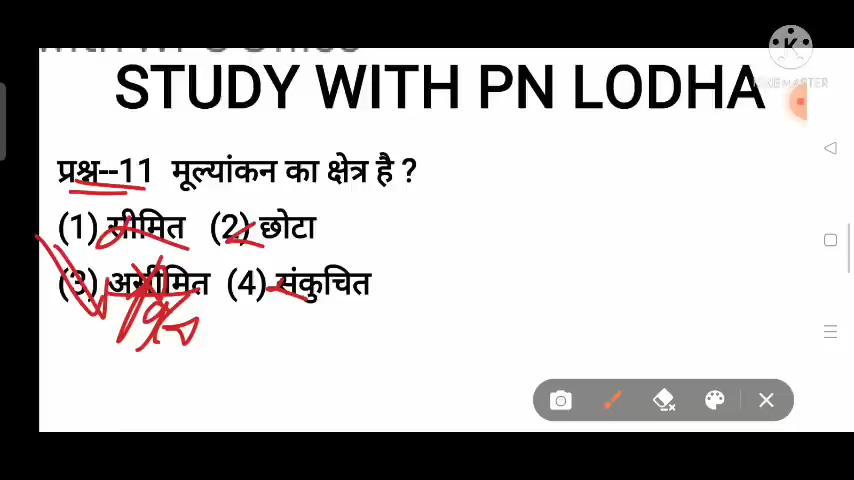 STUDY WITH PN LODHA
प्रश्न--11 मूल्यांकन का क्षेत्र है ?
(1) सीमित (2) छोटा
(3) असीमित (4) संकुचित